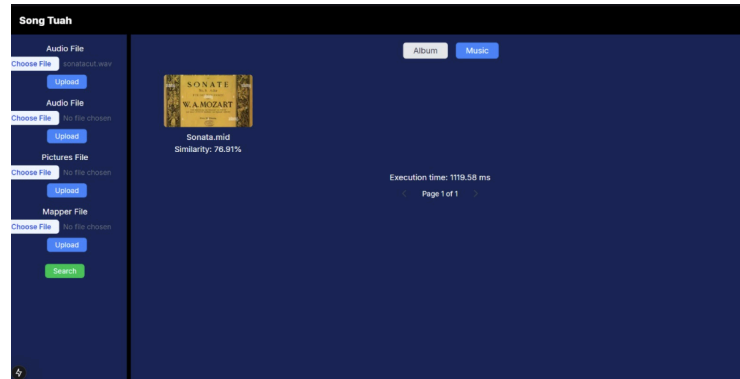 Song Tuah
Audio File
Choose File sonatacut.wav
Upload
Audio File
Choose File No file chosen
Upload
Pictures File
Choose File No file chosen
Upload
Mapper File
Choose File No file chosen
Upload
Search
Album Music
SONATE
W. A. MOZART
Sonata.mid
Similarity: 76.91%
Execution time: 1119.58 ms
Page 1 of 1